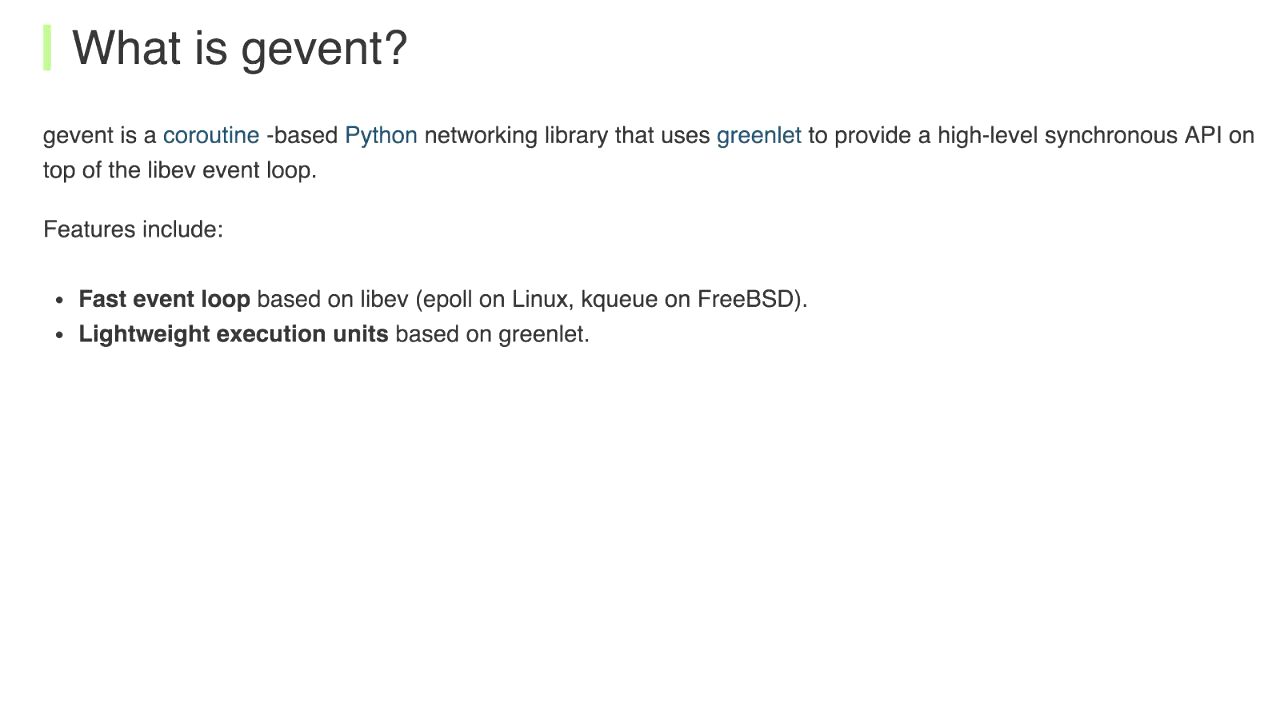 What is gevent?
gevent is a coroutine -based Python networking library that uses greenlet to provide a high-level synchronous API on
top of the libev event loop.
Features include:
• Fast event loop based on libev (epoll on Linux, kqueue on FreeBSD).
• Lightweight execution units based on greenlet.